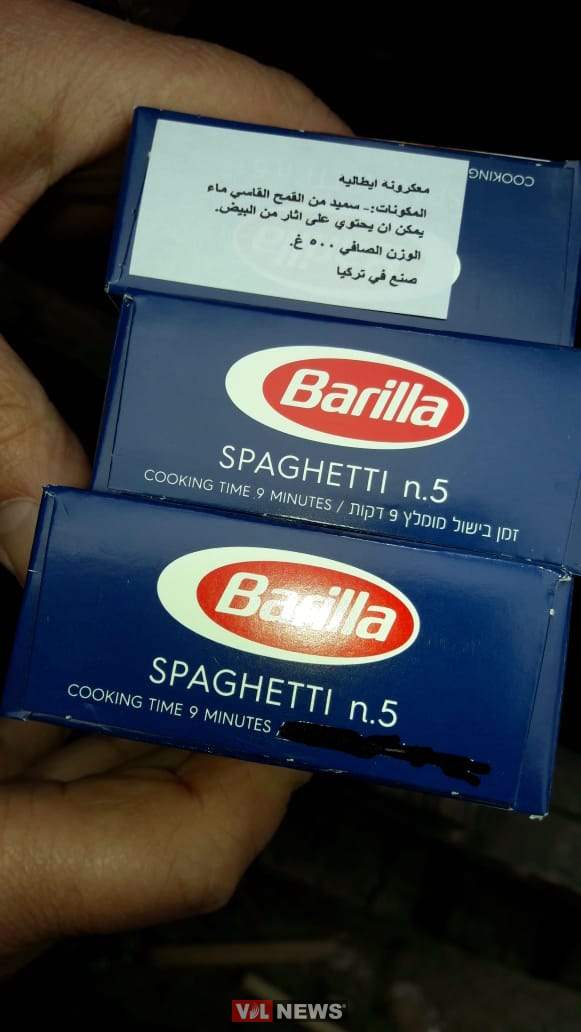 COOKING
معكرونه ايطاليه
المكونات:- سميد من القمح القاسي ماء
يمكن ان يحتوي على اثار من البيض.
الوزن الصافي ٥٠٠ غ.
صنع في تركيا
Barilla
SPAGHETTI n.5
COOKING TIME 9 MINUTES / זמן בישול מומלץ 9 דקות
Barilla
SPAGHETTI n.5
COOKING TIME 9 MINUTES /
VDL NEWS